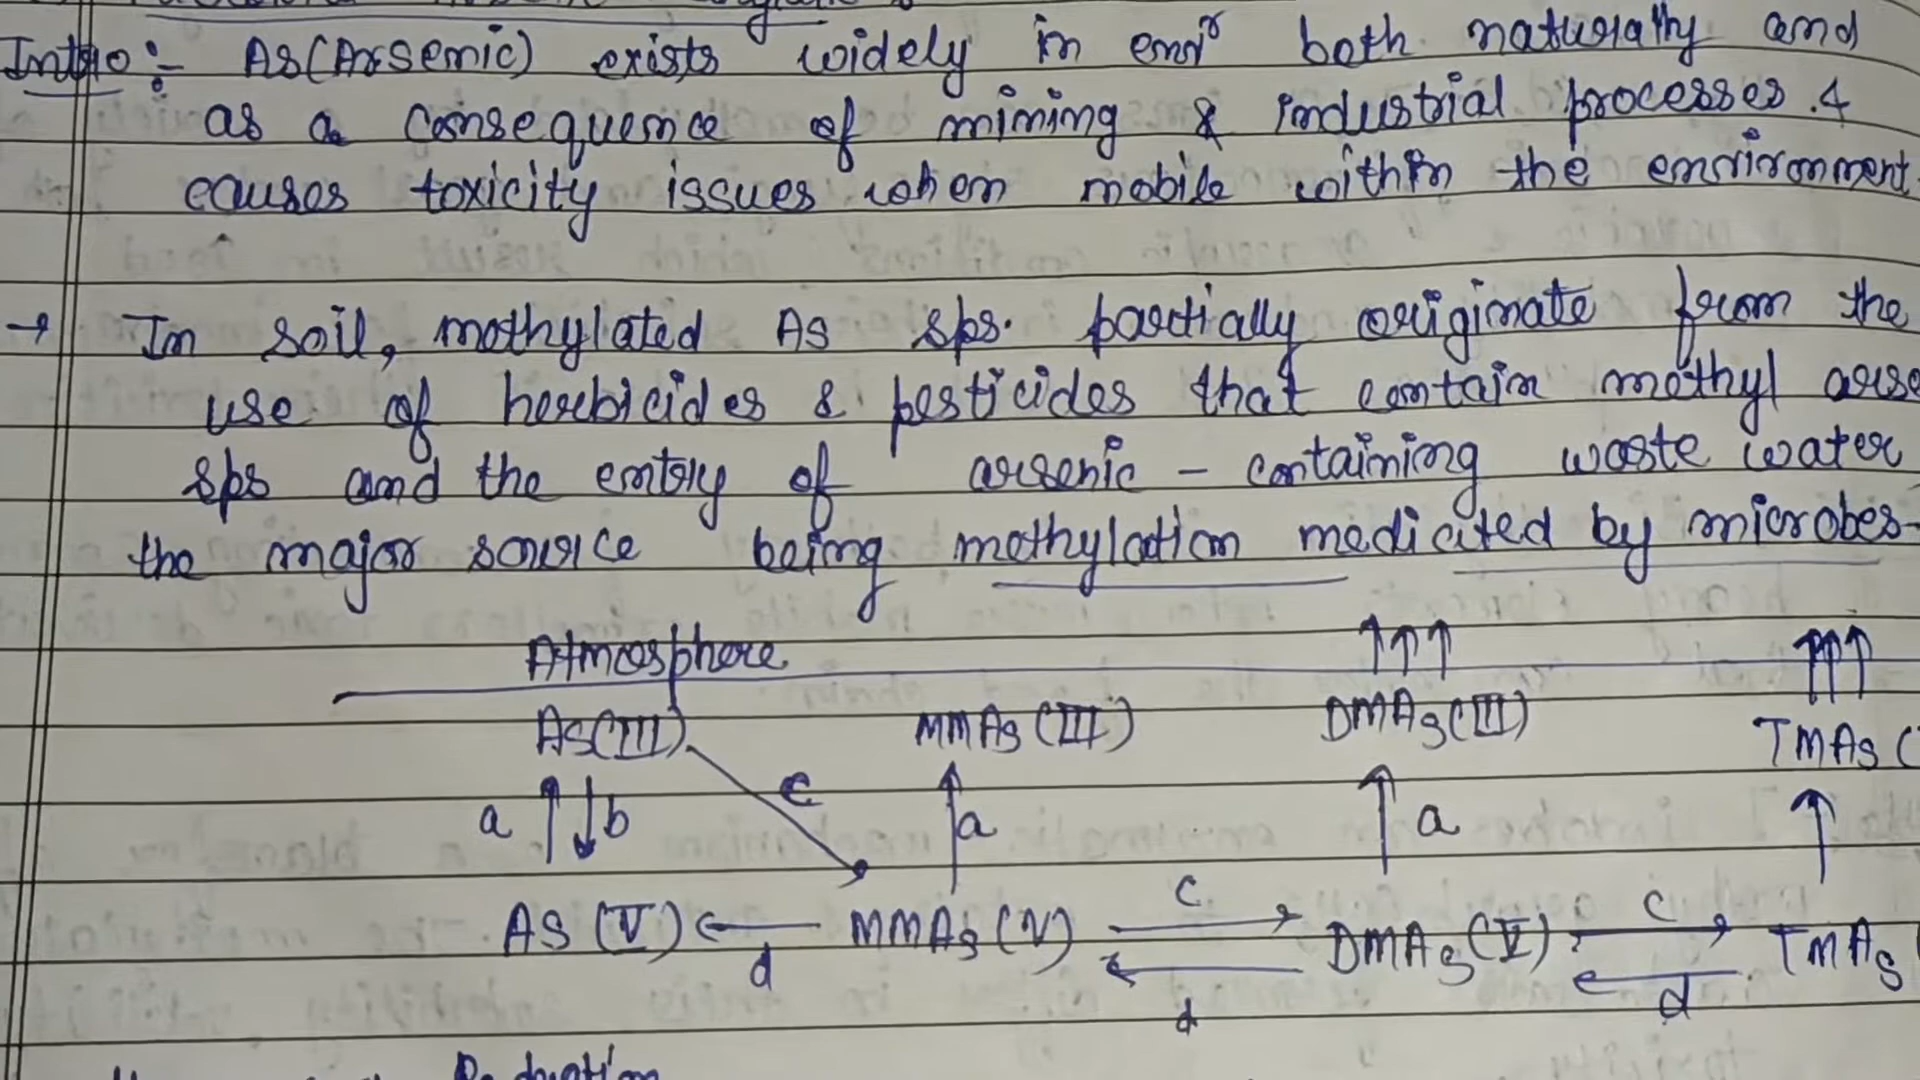 Intro :- As(Arsenic) exists widely in envr both naturally and
as a consequence of mining & industrial processes. &
causes toxicity issues when mobile within the environment.
→ In soil, methylated As sps. partially originate from the
use of herbicides & pesticides that contain methyl arse
sps and the entry of arsenic - containing waste water
the major source being methylation medicated by microbes-
Atmosphere ↑↑↑ ↑↑↑
As(III) MMAs (III) DMAs(III) TMAs (
a ↑↓ b e ↑ a ↑ a ↑
As (V) ← MMAs (V) → c DMAs (V) → c TMAs
d ← d ← d
Reduction